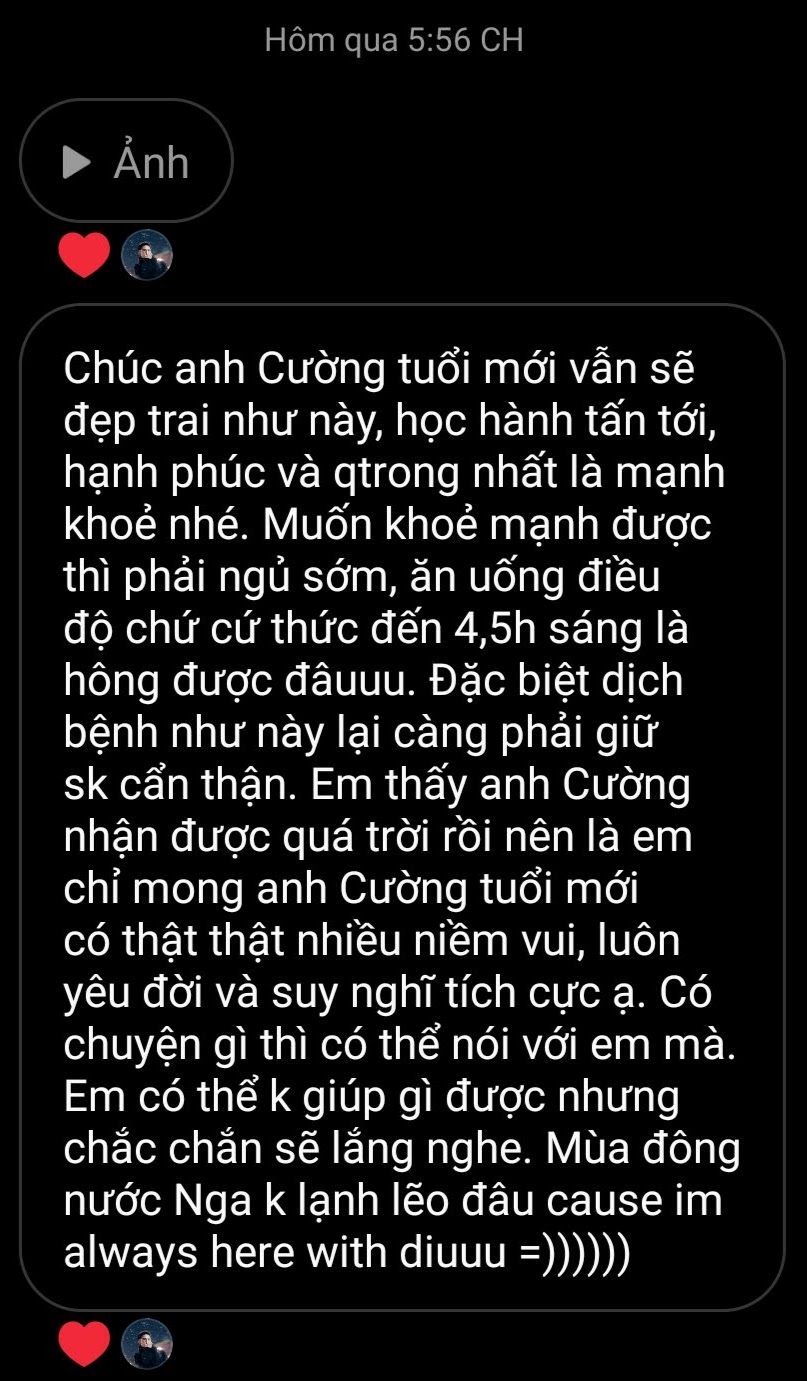 Hôm qua 5:56 CH
Ảnh
Chúc anh Cường tuổi mới vẫn sẽ
đẹp trai như này, học hành tấn tới,
hạnh phúc và qtrong nhất là mạnh
khoẻ nhé. Muốn khoẻ mạnh được
thì phải ngủ sớm, ăn uống điều
độ chứ cứ thức đến 4,5h sáng là
hông được đâuuu. Đặc biệt dịch
bệnh như này lại càng phải giữ
sk cẩn thận. Em thấy anh Cường
nhận được quá trời rồi nên là em
chỉ mong anh Cường tuổi mới
có thật thật nhiều niềm vui, luôn
yêu đời và suy nghĩ tích cực ạ. Có
chuyện gì thì có thể nói với em mà.
Em có thể k giúp gì được nhưng
chắc chắn sẽ lắng nghe. Mùa đông
nước Nga k lạnh lẽo đâu cause im
always here with diuuu =))))))